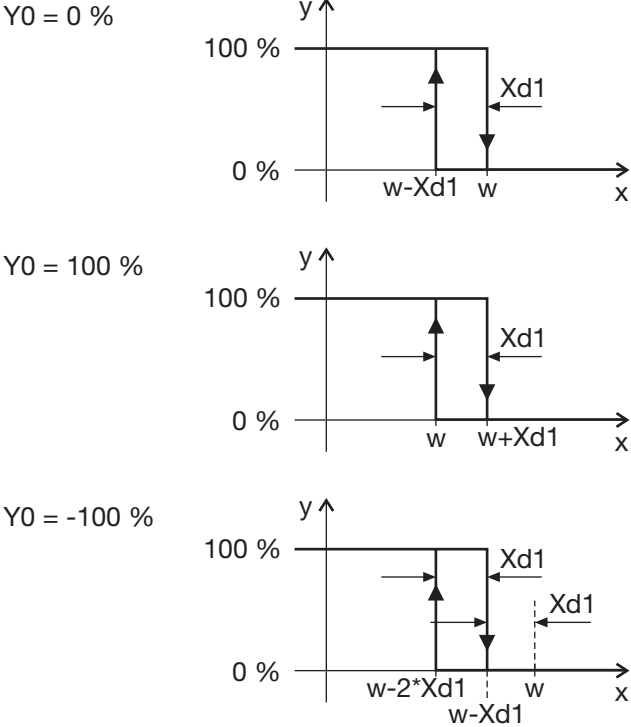 Y0 = 0 %
y
100 %
Xd1
0 %
w-Xd1 w
x
Y0 = 100 %
y
100 %
Xd1
0 %
w w+Xd1
x
Y0 = -100 %
y
100 %
Xd1
Xd1
0 %
w-2*Xd1 w
x
w-Xd1